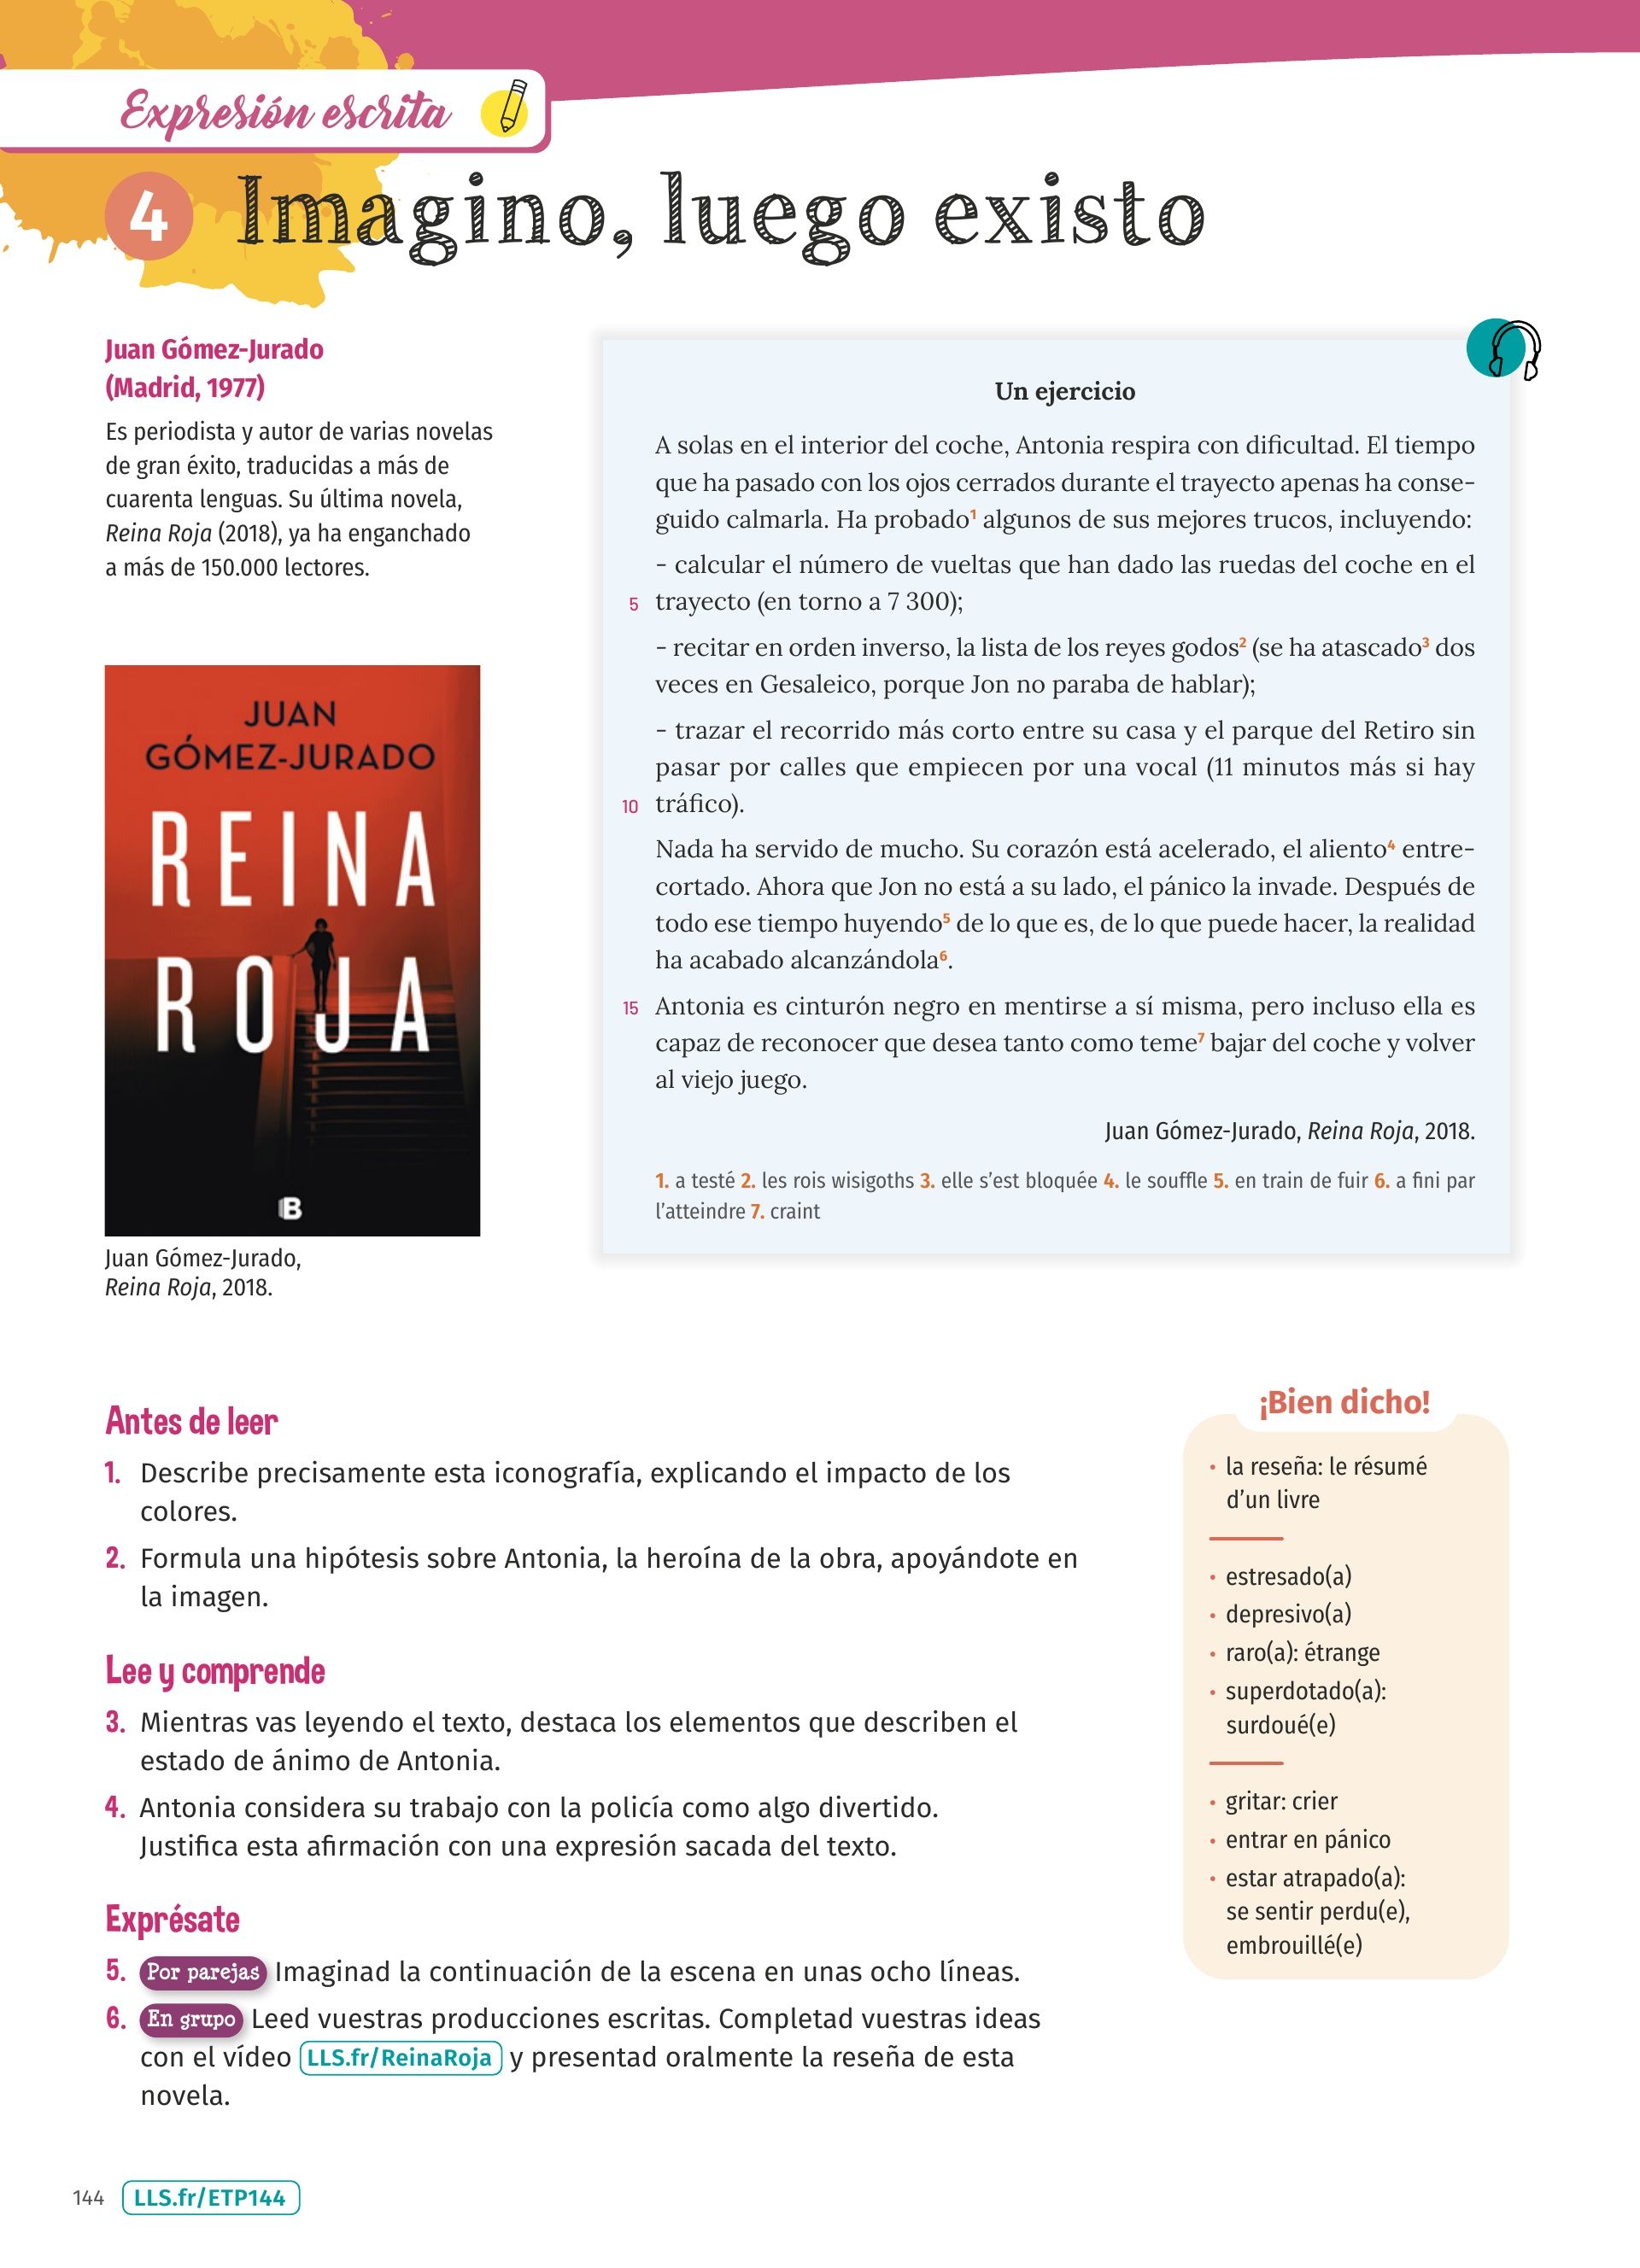 Expresión escrita
4 Imagino, luego existo
Juan Gómez-Jurado
(Madrid, 1977)
Es periodista y autor de varias novelas
de gran éxito, traducidas a más de
cuarenta lenguas. Su última novela,
Reina Roja (2018), ya ha enganchado
a más de 150.000 lectores.
JUAN
GÓMEZ-JURADO
REINA
ROJA
B
Juan Gómez-Jurado,
Reina Roja, 2018.
Un ejercicio
A solas en el interior del coche, Antonia respira con dificultad. El tiempo
que ha pasado con los ojos cerrados durante el trayecto apenas ha conse-
guido calmarla. Ha probado1 algunos de sus mejores trucos, incluyendo:
- calcular el número de vueltas que han dado las ruedas del coche en el
5 trayecto (en torno a 7 300);
- recitar en orden inverso, la lista de los reyes godos2 (se ha atascado3 dos
veces en Gesaleico, porque Jon no paraba de hablar);
- trazar el recorrido más corto entre su casa y el parque del Retiro sin
pasar por calles que empiecen por una vocal (11 minutos más si hay
10 tráfico).
Nada ha servido de mucho. Su corazón está acelerado, el aliento4 entre-
cortado. Ahora que Jon no está a su lado, el pánico la invade. Después de
todo ese tiempo huyendo5 de lo que es, de lo que puede hacer, la realidad
ha acabado alcanzándola6.
15 Antonia es cinturón negro en mentirse a sí misma, pero incluso ella es
capaz de reconocer que desea tanto como teme7 bajar del coche y volver
al viejo juego.
Juan Gómez-Jurado, Reina Roja, 2018.
1. a testé 2. les rois wisigoths 3. elle s'est bloquée 4. le souffle 5. en train de fuir 6. a fini par
l'atteindre 7. craint
Antes de leer
1. Describe precisamente esta iconografía, explicando el impacto de los
colores.
2. Formula una hipótesis sobre Antonia, la heroína de la obra, apoyándote en
la imagen.
Lee y comprende
3. Mientras vas leyendo el texto, destaca los elementos que describen el
estado de ánimo de Antonia.
4. Antonia considera su trabajo con la policía como algo divertido.
Justifica esta afirmación con una expresión sacada del texto.
Exprésate
5. Por parejas Imaginad la continuación de la escena en unas ocho líneas.
6. En grupo Leed vuestras producciones escritas. Completad vuestras ideas
con el vídeo LLS.fr/ReinaRoja y presentad oralmente la reseña de esta
novela.
¡Bien dicho!
• la reseña: le résumé
d'un livre
• estresado(a)
• depresivo(a)
• raro(a): étrange
• superdotado(a):
surdoué(e)
• gritar: crier
• entrar en pánico
• estar atrapado(a):
se sentir perdu(e),
embrouillé(e)
144 LLS.fr/ETP144